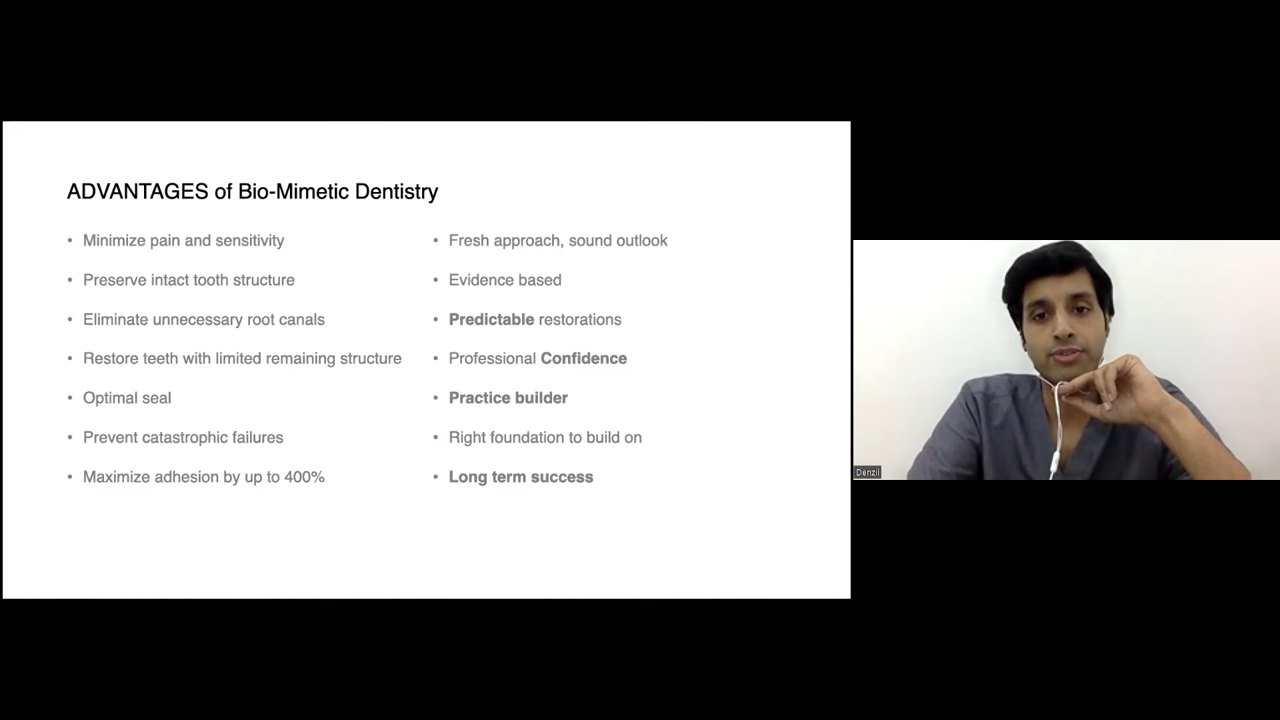 ADVANTAGES of Bio-Mimetic Dentistry
• Minimize pain and sensitivity
• Preserve intact tooth structure
• Eliminate unnecessary root canals
• Restore teeth with limited remaining structure
• Optimal seal
• Prevent catastrophic failures
• Maximize adhesion by up to 400%
• Fresh approach, sound outlook
• Evidence based
• Predictable restorations
• Professional Confidence
• Practice builder
• Right foundation to build on
• Long term success
Denzil